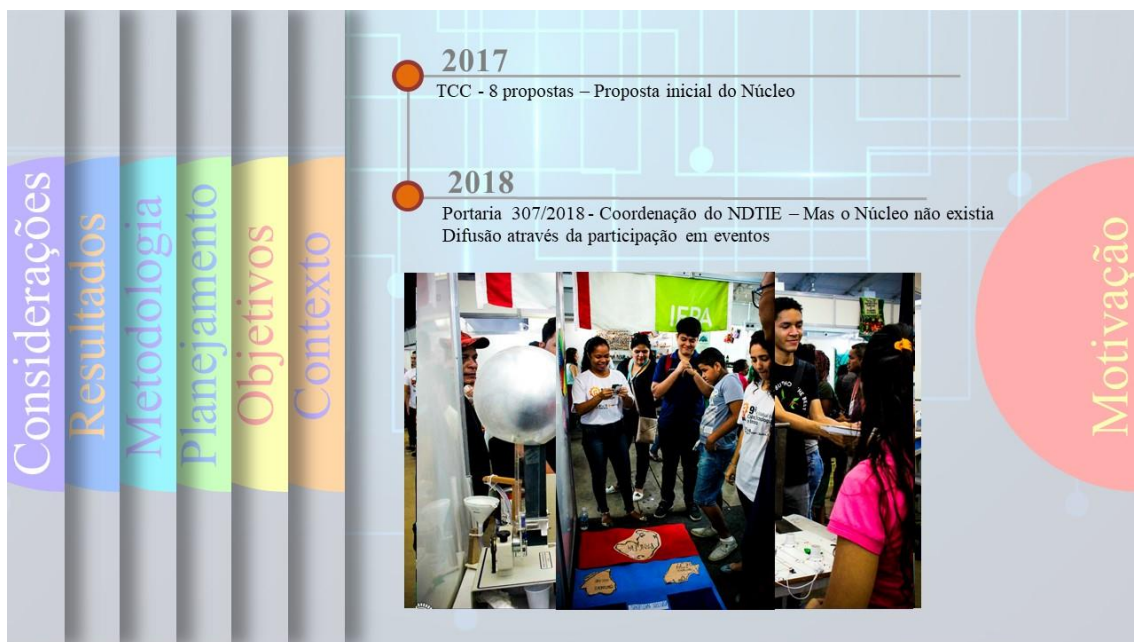 2017
TCC - 8 propostas – Proposta inicial do Núcleo
2018
Portaria 307/2018 - Coordenação do NDTIE – Mas o Núcleo não existia
Difusão através da participação em eventos
Considerações
Resultados
Metodologia
Planejamento
Objetivos
Contexto
Motivação
IFPA